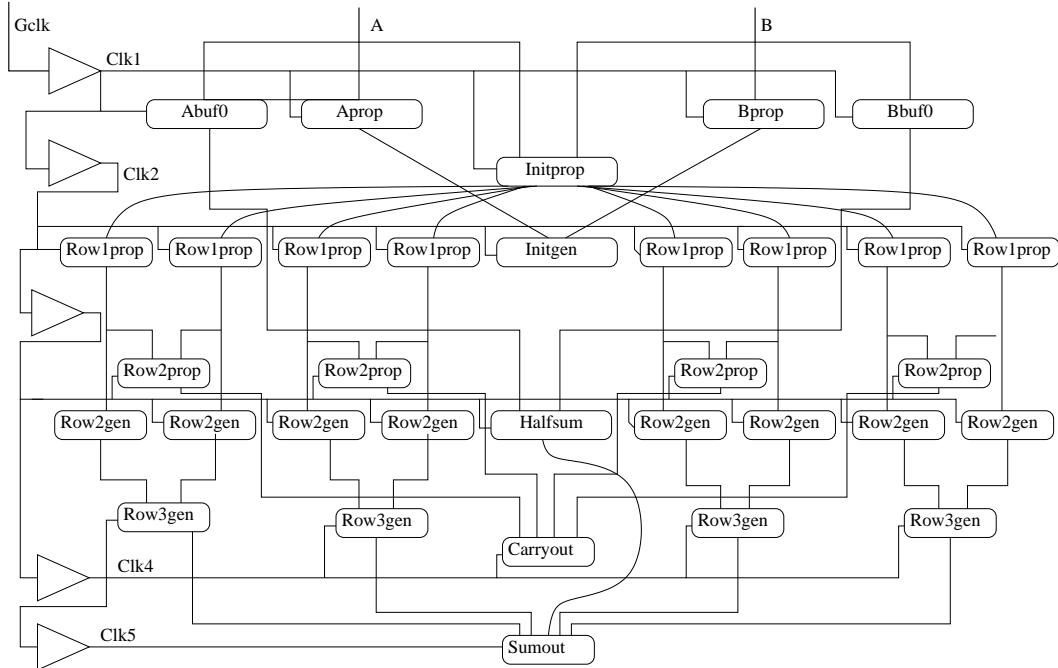 Gclk
A
B
Clk1
Abuf0
Aprop
Bprop
Bbuf0
Clk2
Initprop
Row1prop
Row1prop
Row1prop
Row1prop
Initgen
Row1prop
Row1prop
Row1prop
Row1prop
Row2prop
Row2prop
Row2prop
Row2prop
Row2gen
Row2gen
Row2gen
Row2gen
Halfsum
Row2gen
Row2gen
Row2gen
Row2gen
Row3gen
Row3gen
Row3gen
Row3gen
Carryout
Clk4
Clk5
Sumout